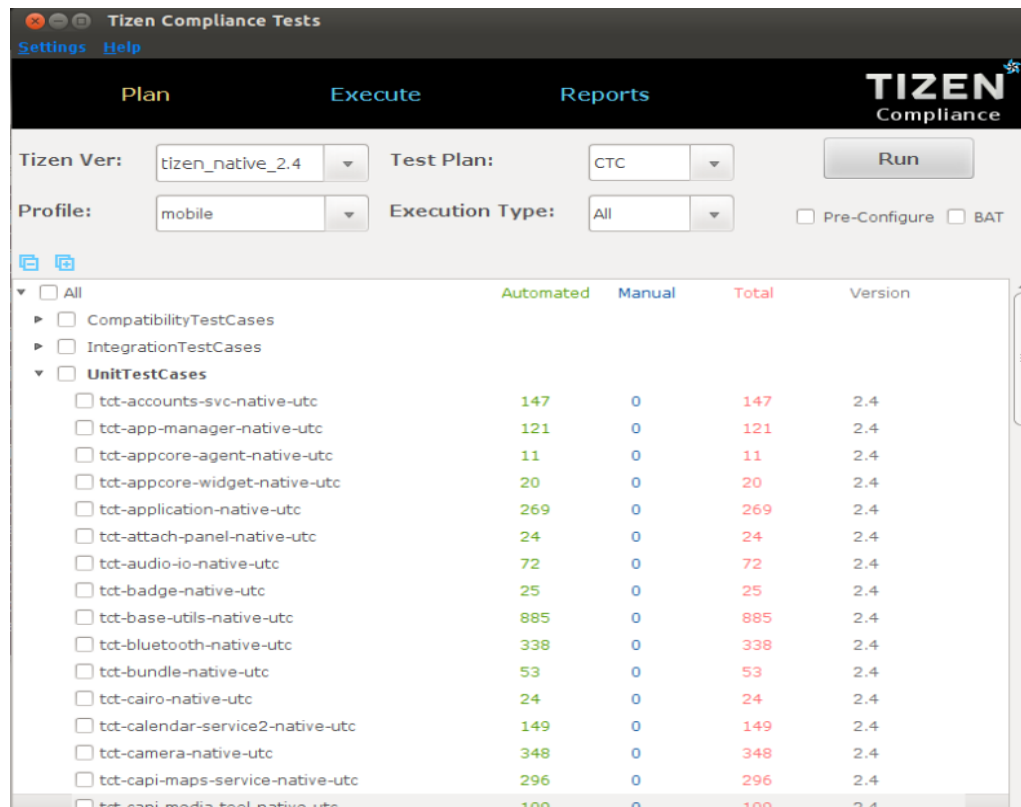 Tizen Compliance Tests
Settings Help
Plan Execute Reports TIZEN
Compliance
Tizen Ver: tizen_native_2.4 Test Plan: CTC Run
Profile: mobile Execution Type: All Pre-Configure BAT
All Automated Manual Total Version
CompatibilityTestCases
IntegrationTestCases
UnitTestCases
tct-accounts-svc-native-utc 147 0 147 2.4
tct-app-manager-native-utc 121 0 121 2.4
tct-appcore-agent-native-utc 11 0 11 2.4
tct-appcore-widget-native-utc 20 0 20 2.4
tct-application-native-utc 269 0 269 2.4
tct-attach-panel-native-utc 24 0 24 2.4
tct-audio-io-native-utc 72 0 72 2.4
tct-badge-native-utc 25 0 25 2.4
tct-base-utils-native-utc 885 0 885 2.4
tct-bluetooth-native-utc 338 0 338 2.4
tct-bundle-native-utc 53 0 53 2.4
tct-cairo-native-utc 24 0 24 2.4
tct-calendar-service2-native-utc 149 0 149 2.4
tct-camera-native-utc 348 0 348 2.4
tct-capi-maps-service-native-utc 296 0 296 2.4
tct-capi-media-tool-native-utc 0 2.4